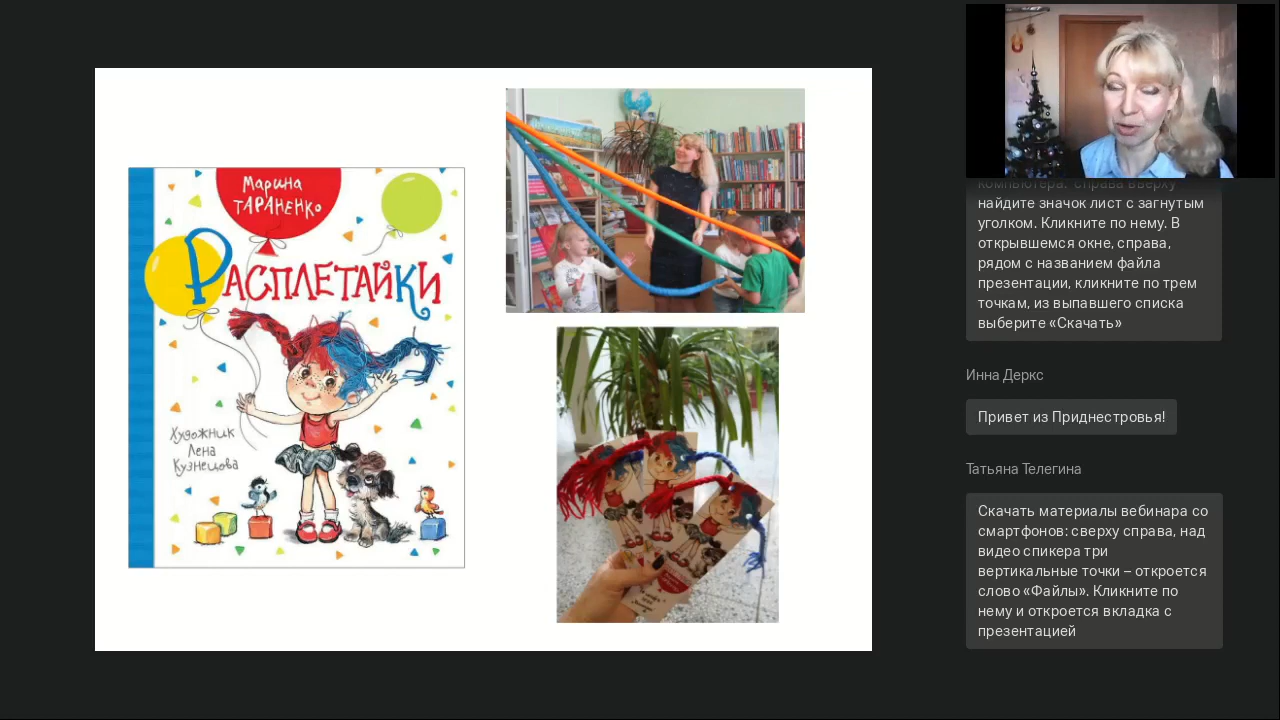 Марина
ТАРАНЕНКО
РАСПЛЕТАЙКИ
Художник
Лена
Кузнецова
найдите значок лист с загнутым
уголком. Кликните по нему. В
открывшемся окне, справа,
рядом с названием файла
презентации, кликните по трем
точкам, из выпавшего списка
выберите «Скачать»
Инна Деркс
Привет из Приднестровья!
Татьяна Телегина
Скачать материалы вебинара со
смартфонов: сверху справа, над
видео спикера три
вертикальные точки – откроется
слово «Файлы». Кликните по
нему и откроется вкладка с
презентацией